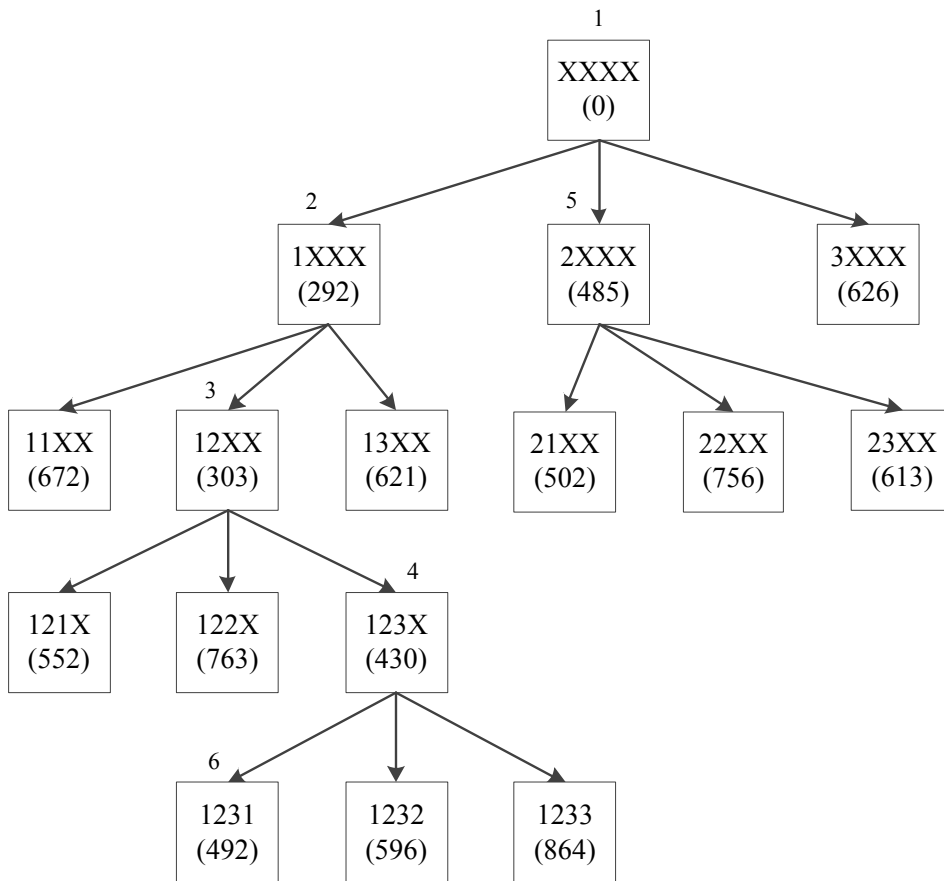 1
XXXX
(0)
2
5
1XXX
(292)
2XXX
(485)
3XXX
(626)
3
11XX
(672)
12XX
(303)
13XX
(621)
21XX
(502)
22XX
(756)
23XX
(613)
4
121X
(552)
122X
(763)
123X
(430)
6
1231
(492)
1232
(596)
1233
(864)